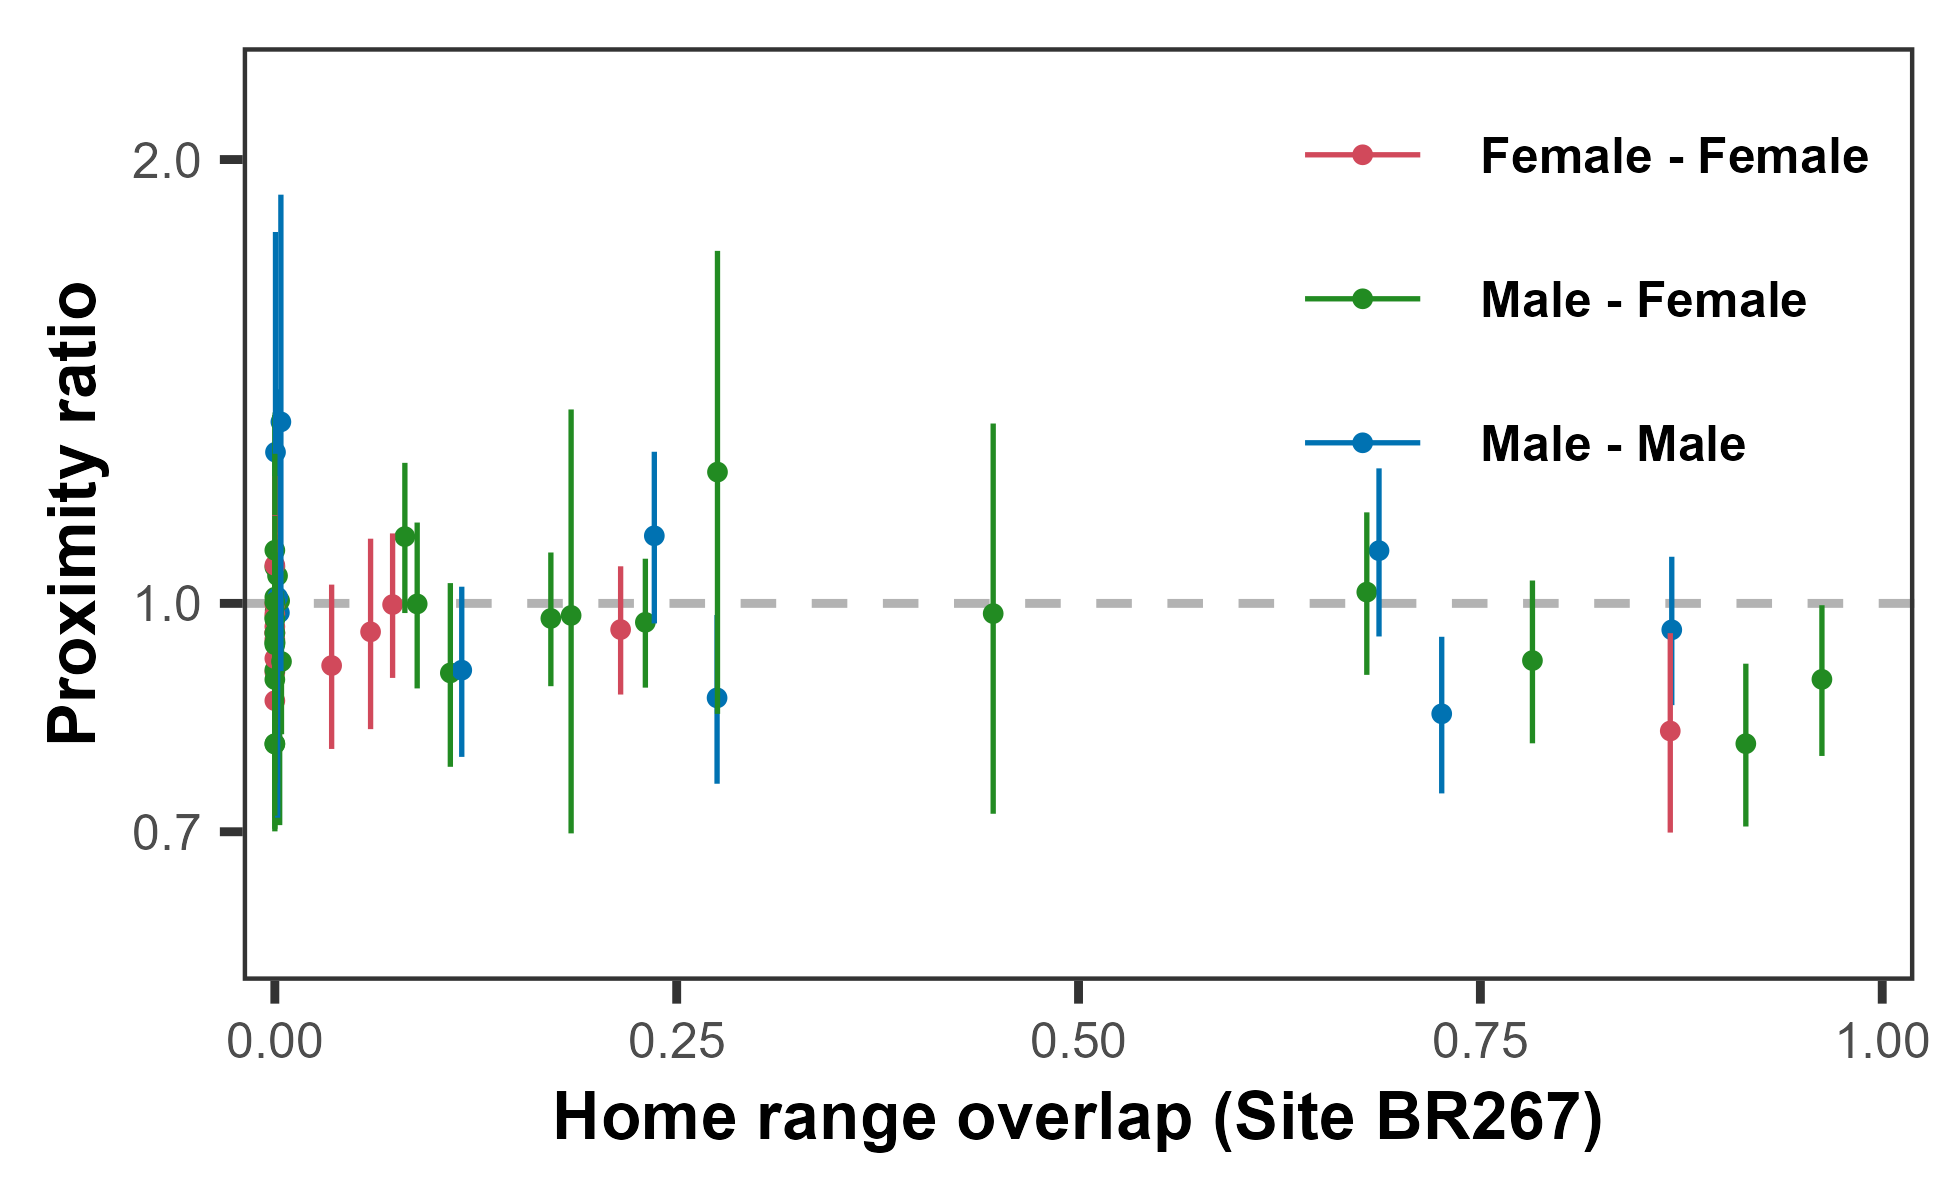 Proximity ratio
2.0
1.0
0.7
Female - Female
Male - Female
Male - Male
0.00 0.25 0.50 0.75 1.00
Home range overlap (Site BR267)